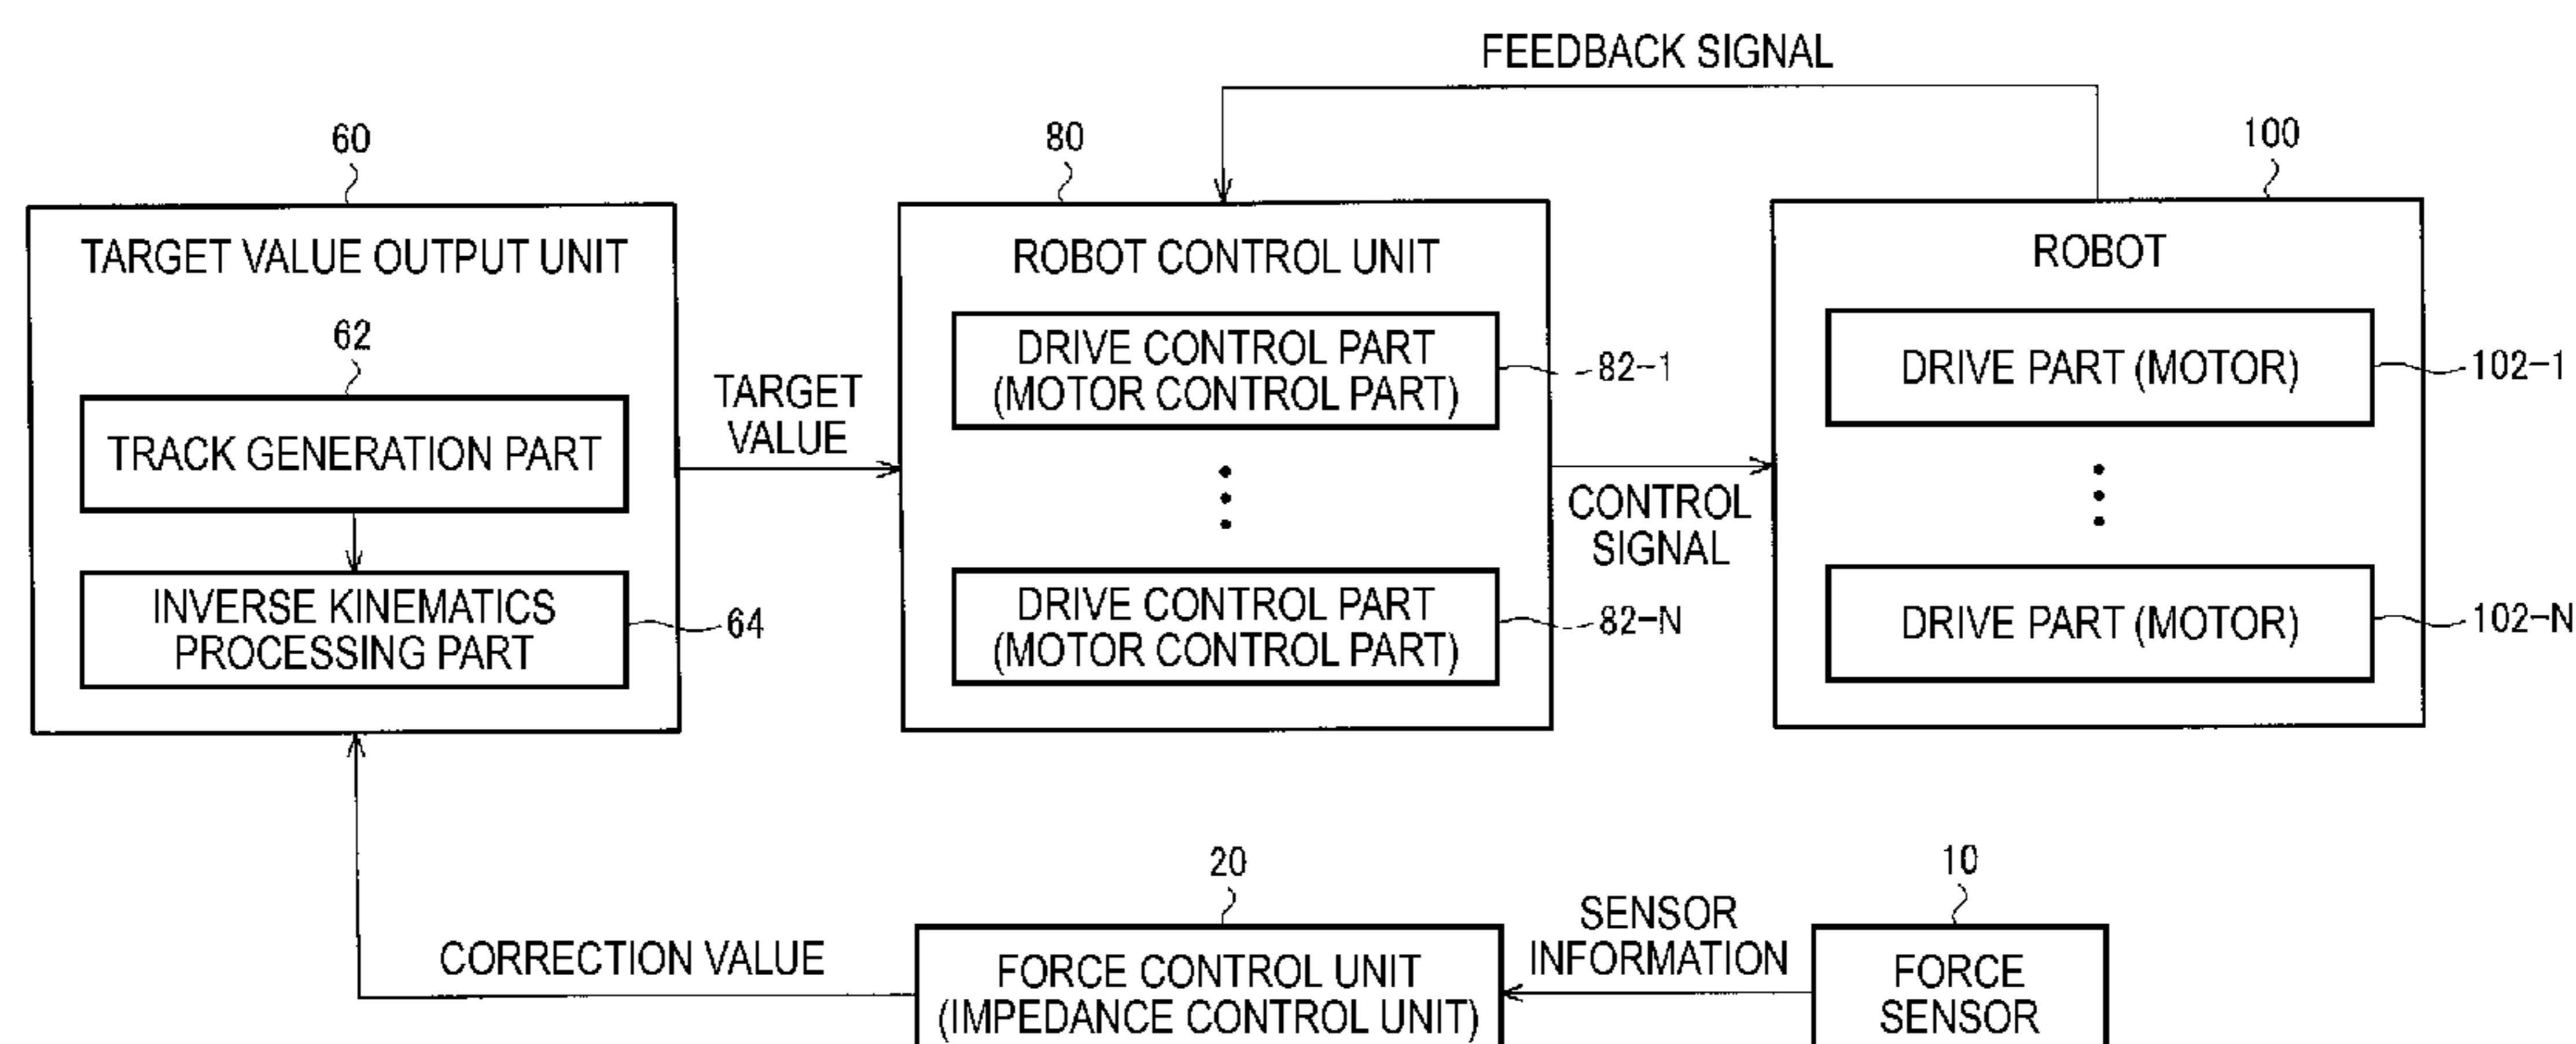 FEEDBACK SIGNAL
60
80
100
TARGET VALUE OUTPUT UNIT
ROBOT CONTROL UNIT
ROBOT
62
TRACK GENERATION PART
INVERSE KINEMATICS
PROCESSING PART
64
TARGET
VALUE
DRIVE CONTROL PART
(MOTOR CONTROL PART)
82-1
DRIVE CONTROL PART
(MOTOR CONTROL PART)
82-N
CONTROL
SIGNAL
DRIVE PART (MOTOR)
102-1
DRIVE PART (MOTOR)
102-N
CORRECTION VALUE
20
FORCE CONTROL UNIT
(IMPEDANCE CONTROL UNIT)
SENSOR
INFORMATION
10
FORCE
SENSOR